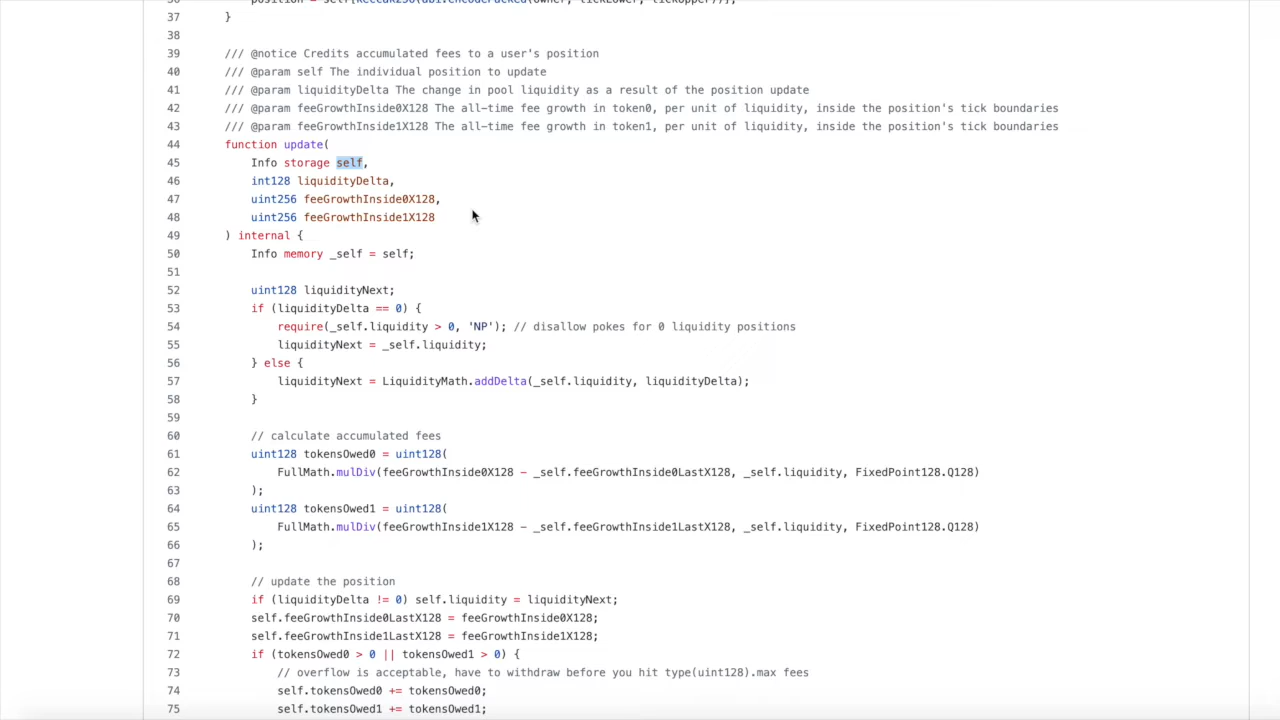 37 }
38
39 /// @notice Credits accumulated fees to a user's position
40 /// @param self The individual position to update
41 /// @param liquidityDelta The change in pool liquidity as a result of the position update
42 /// @param feeGrowthInside0X128 The all-time fee growth in token0, per unit of liquidity, inside the position's tick boundaries
43 /// @param feeGrowthInside1X128 The all-time fee growth in token1, per unit of liquidity, inside the position's tick boundaries
44 function update(
45 Info storage self,
46 int128 liquidityDelta,
47 uint256 feeGrowthInside0X128,
48 uint256 feeGrowthInside1X128
49 ) internal {
50 Info memory _self = self;
51
52 uint128 liquidityNext;
53 if (liquidityDelta == 0) {
54 require(_self.liquidity > 0, 'NP'); // disallow pokes for 0 liquidity positions
55 liquidityNext = _self.liquidity;
56 } else {
57 liquidityNext = LiquidityMath.addDelta(_self.liquidity, liquidityDelta);
58 }
59
60 // calculate accumulated fees
61 uint128 tokensOwed0 = uint128(
62 FullMath.mulDiv(feeGrowthInside0X128 - _self.feeGrowthInside0LastX128, _self.liquidity, FixedPoint128.Q128)
63 );
64 uint128 tokensOwed1 = uint128(
65 FullMath.mulDiv(feeGrowthInside1X128 - _self.feeGrowthInside1LastX128, _self.liquidity, FixedPoint128.Q128)
66 );
67
68 // update the position
69 if (liquidityDelta != 0) self.liquidity = liquidityNext;
70 self.feeGrowthInside0LastX128 = feeGrowthInside0X128;
71 self.feeGrowthInside1LastX128 = feeGrowthInside1X128;
72 if (tokensOwed0 > 0 || tokensOwed1 > 0) {
73 // overflow is acceptable, have to withdraw before you hit type(uint128).max fees
74 self.tokensOwed0 += tokensOwed0;
75 self.tokensOwed1 += tokensOwed1;